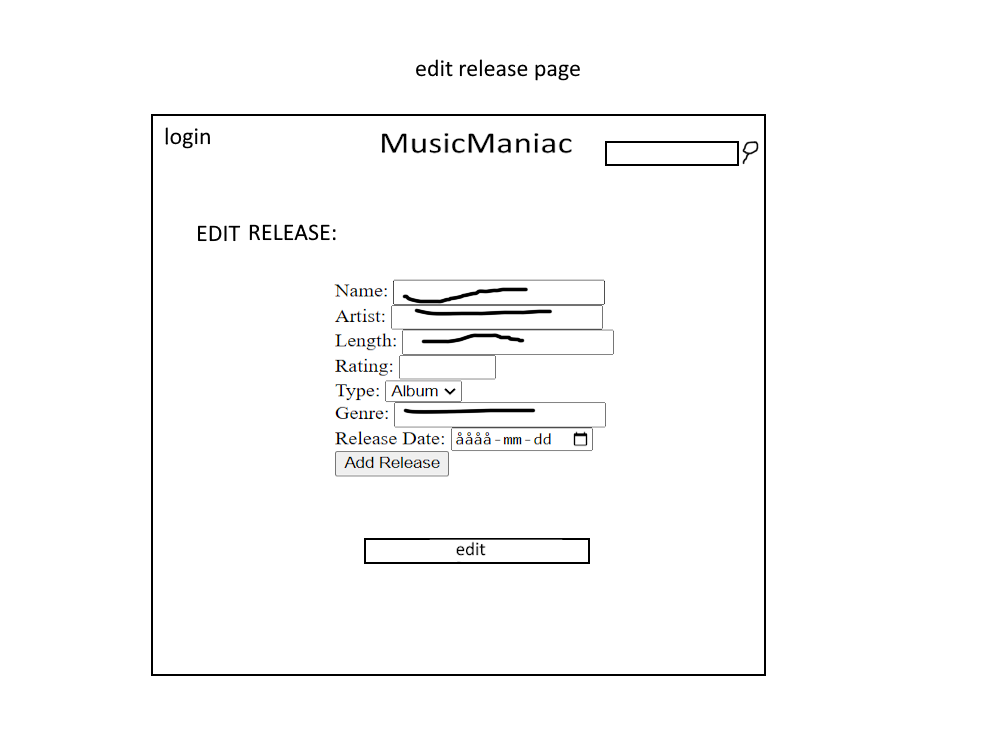 edit release page
login
MusicManiac
EDIT RELEASE:
Name:
Artist:
Length:
Rating:
Type: Album
Genre:
Release Date: åååå-mm-dd
Add Release
edit